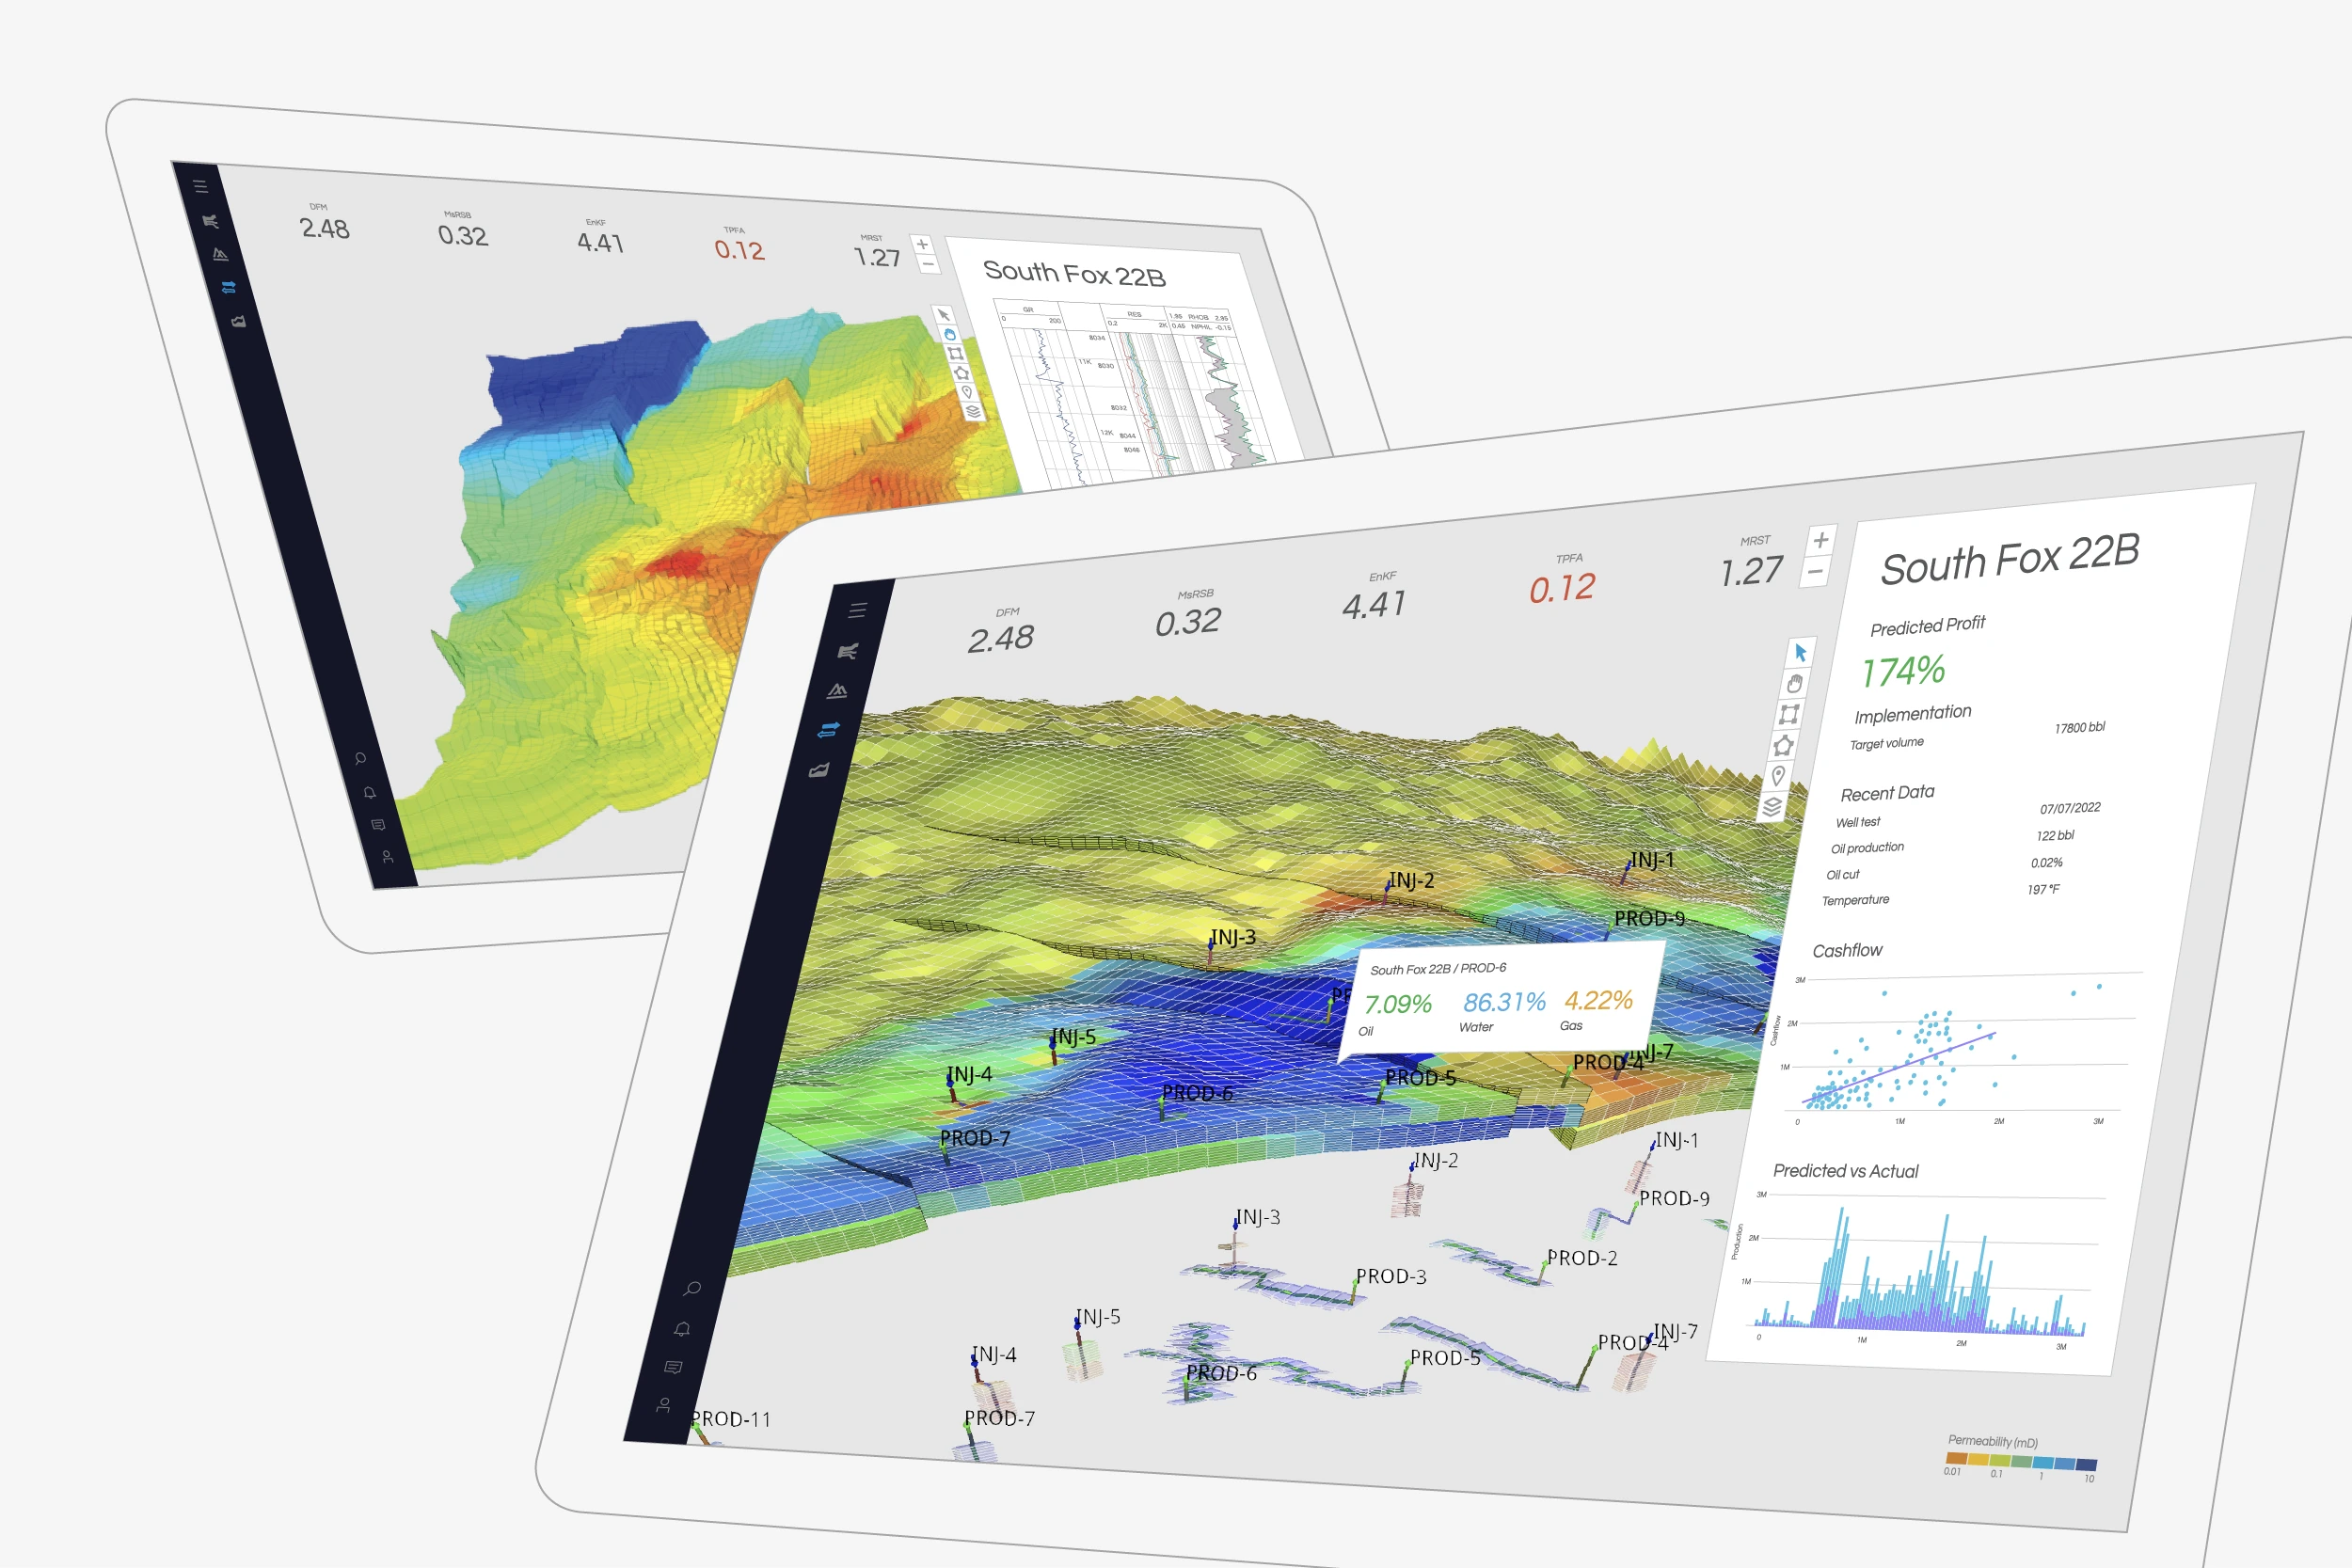 DFM
2.48
MsRSB
0.32
EnKF
4.41
TPFA
0.12
MRST
1.27
+
−
South Fox 22B
GR
0 200
RES
0.2 2K
1.95 RHOB 2.95
0.45 NPHIL -0.15
8034
11K 8030
8032
12K 8044
8046
DFM
2.48
MsRSB
0.32
EnKF
4.41
TPFA
0.12
MRST
1.27
+
−
South Fox 22B
Predicted Profit
174%
Implementation
Target volume 17800 bbl
Recent Data
Well test 07/07/2022
Oil production 122 bbl
Oil cut 0.02%
Temperature 197 °F
Cashflow
3M
2M
1M
Cashflow
0 1M 2M 3M
Predicted vs Actual
3M
2M
1M
Production
0 1M 2M 3M
INJ-1
INJ-2
PROD-9
INJ-3
South Fox 22B / PROD-6
7.09% 86.31% 4.22%
Oil Water Gas
INJ-5
INJ-7
PROD-4
INJ-4
PROD-5
PROD-6
PROD-7
INJ-1
INJ-2
PROD-9
INJ-3
PROD-2
PROD-3
INJ-5
INJ-7
PROD-4
INJ-4
PROD-5
PROD-6
PROD-11
PROD-7
Permeability (mD)
0.01 0.1 1 10